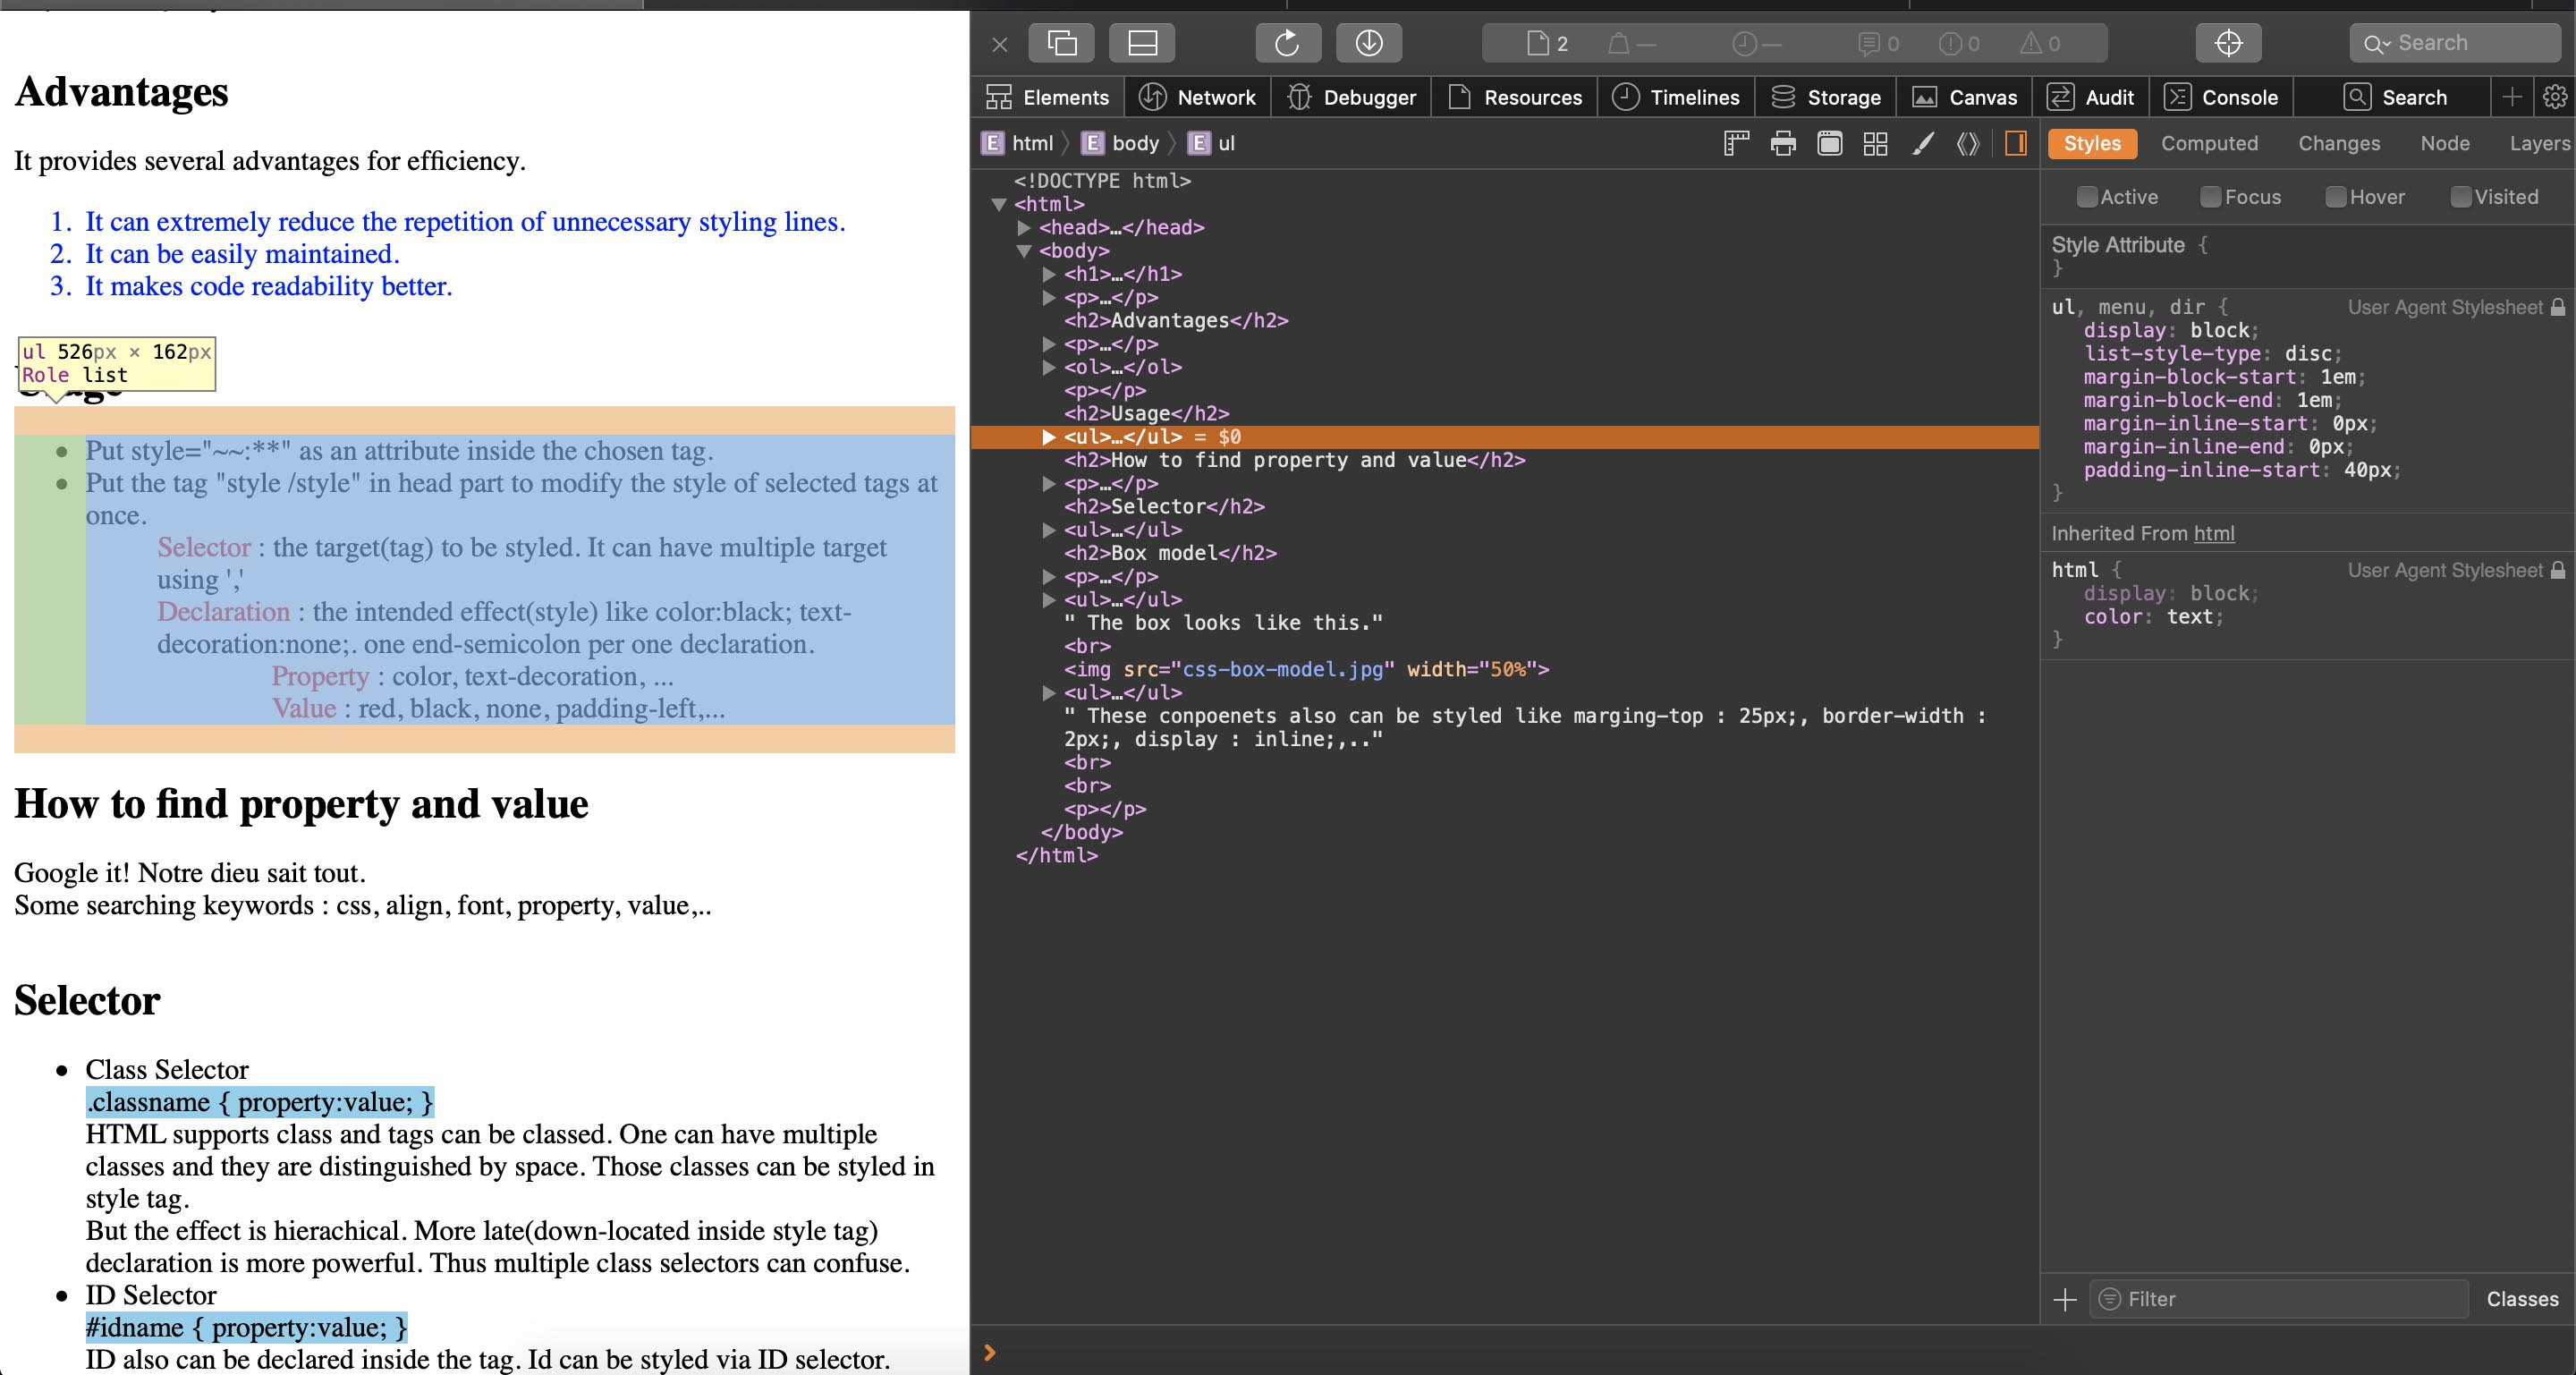 Advantages
It provides several advantages for efficiency.
1. It can extremely reduce the repetition of unnecessary styling lines.
2. It can be easily maintained.
3. It makes code readability better.
ul 526px × 162px
Role list
• Put style="~~:**" as an attribute inside the chosen tag.
• Put the tag "style /style" in head part to modify the style of selected tags at
once.
Selector : the target(tag) to be styled. It can have multiple target
using ','
Declaration : the intended effect(style) like color:black; text-
decoration:none;. one end-semicolon per one declaration.
Property : color, text-decoration, ...
Value : red, black, none, padding-left,...
How to find property and value
Google it! Notre dieu sait tout.
Some searching keywords : css, align, font, property, value,..
Selector
• Class Selector
.classname { property:value; }
HTML supports class and tags can be classed. One can have multiple
classes and they are distinguished by space. Those classes can be styled in
style tag.
But the effect is hierachical. More late(down-located inside style tag)
declaration is more powerful. Thus multiple class selectors can confuse.
• ID Selector
#idname { property:value; }
ID also can be declared inside the tag. Id can be styled via ID selector.
2 — — 0 0 0 Search
Elements Network Debugger Resources Timelines Storage Canvas Audit Console Search
E html E body E ul
<!DOCTYPE html>
<html>
<head>…</head>
<body>
<h1>…</h1>
<p>…</p>
<h2>Advantages</h2>
<p>…</p>
<ol>…</ol>
<p></p>
<h2>Usage</h2>
<ul>…</ul> = $0
<h2>How to find property and value</h2>
<p>…</p>
<h2>Selector</h2>
<ul>…</ul>
<h2>Box model</h2>
<p>…</p>
<ul>…</ul>
" The box looks like this."
<br>
<img src="css-box-model.jpg" width="50%">
<ul>…</ul>
" These conpoenets also can be styled like marging-top : 25px;, border-width :
2px;, display : inline;,.."
<br>
<br>
<p></p>
</body>
</html>
Styles Computed Changes Node Layers
Active Focus Hover Visited
Style Attribute {
}
ul, menu, dir { User Agent Stylesheet
display: block;
list-style-type: disc;
margin-block-start: 1em;
margin-block-end: 1em;
margin-inline-start: 0px;
margin-inline-end: 0px;
padding-inline-start: 40px;
}
Inherited From html
html { User Agent Stylesheet
display: block;
color: text;
}
Filter Classes